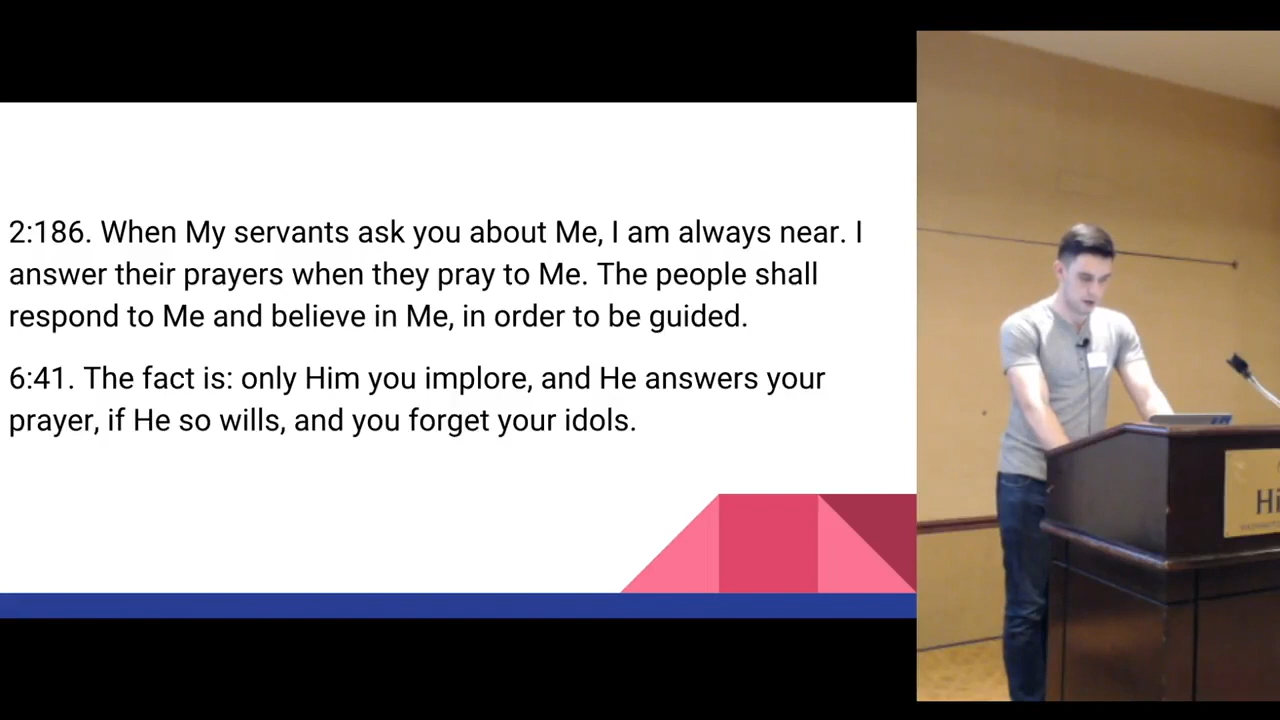 2:186. When My servants ask you about Me, I am always near. I
answer their prayers when they pray to Me. The people shall
respond to Me and believe in Me, in order to be guided.
6:41. The fact is: only Him you implore, and He answers your
prayer, if He so wills, and you forget your idols.
Hi